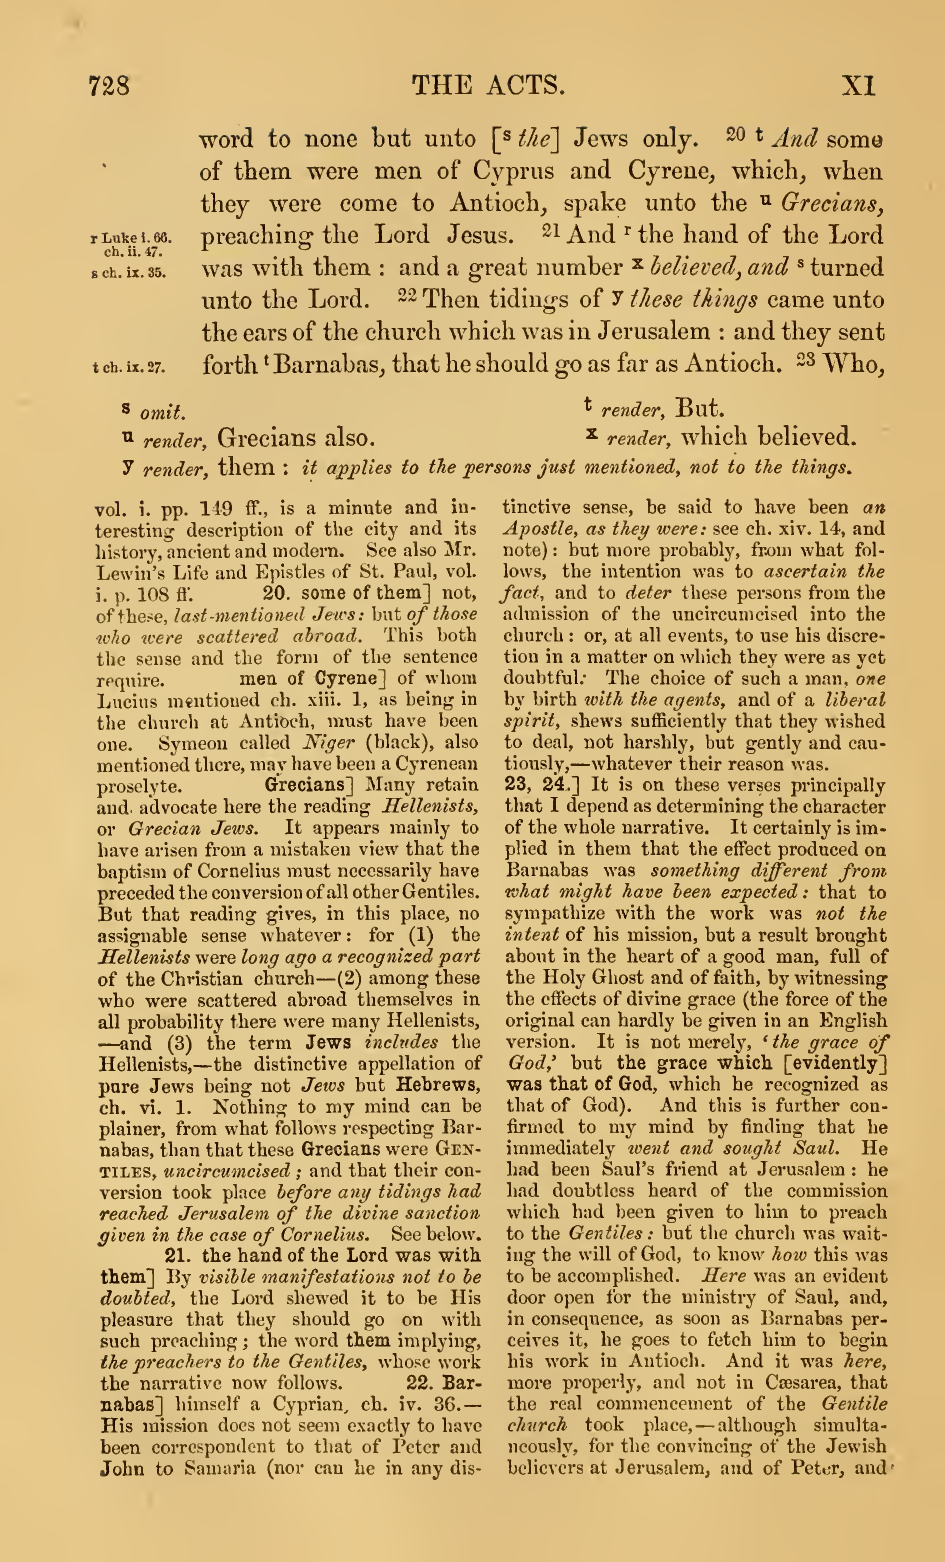 728 THE ACTS. XI
word to none but unto [s the] Jews only. 20 t And some
of them were men of Cyprus and Cyrene, which, when
they were come to Antioch, spake unto the u Grecians,
r Luke i. 66.
ch. ii. 47.
preaching the Lord Jesus. 21 And r the hand of the Lord
s ch. ix. 35.
was with them : and a great number x believed, and s turned
unto the Lord. 22 Then tidings of y these things came unto
the ears of the church which was in Jerusalem : and they sent
t ch. ix. 27.
forth t Barnabas, that he should go as far as Antioch. 23 Who,
s omit.
t render, But.
u render, Grecians also.
x render, which believed.
y render, them : it applies to the persons just mentioned, not to the things.
vol. i. pp. 149 ff., is a minute and in-
teresting description of the city and its
history, ancient and modern. See also Mr.
Lewin's Life and Epistles of St. Paul, vol.
i. p. 108 ff. 20. some of them] not,
of these, last-mentioned Jews: but of those
who were scattered abroad. This both
the sense and the form of the sentence
require. men of Cyrene] of whom
Lucius mentioned ch. xiii. 1, as being in
the church at Antioch, must have been
one. Symeon called Niger (black), also
mentioned there, may have been a Cyrenean
proselyte. Grecians] Many retain
and advocate here the reading Hellenists,
or Grecian Jews. It appears mainly to
have arisen from a mistaken view that the
baptism of Cornelius must necessarily have
preceded the conversion of all other Gentiles.
But that reading gives, in this place, no
assignable sense whatever: for (1) the
Hellenists were long ago a recognized part
of the Christian church—(2) among these
who were scattered abroad themselves in
all probability there were many Hellenists,
—and (3) the term Jews includes the
Hellenists,—the distinctive appellation of
pure Jews being not Jews but Hebrews,
ch. vi. 1. Nothing to my mind can be
plainer, from what follows respecting Bar-
nabas, than that these Grecians were GEN-
TILES, uncircumcised ; and that their con-
version took place before any tidings had
reached Jerusalem of the divine sanction
given in the case of Cornelius. See below.
21. the hand of the Lord was with
them] By visible manifestations not to be
doubted, the Lord shewed it to be His
pleasure that they should go on with
such preaching ; the word them implying,
the preachers to the Gentiles, whose work
the narrative now follows. 22. Bar-
nabas] himself a Cyprian, ch. iv. 36.—
His mission does not seem exactly to have
been correspondent to that of Peter and
John to Samaria (nor can he in any dis-
tinctive sense, be said to have been an
Apostle, as they were: see ch. xiv. 14, and
note) : but more probably, from what fol-
lows, the intention was to ascertain the
fact, and to deter these persons from the
admission of the uncircumcised into the
church : or, at all events, to use his discre-
tion in a matter on which they were as yet
doubtful. The choice of such a man, one
by birth with the agents, and of a liberal
spirit, shews sufficiently that they wished
to deal, not harshly, but gently and cau-
tiously,—whatever their reason was.
23, 24.] It is on these verses principally
that I depend as determining the character
of the whole narrative. It certainly is im-
plied in them that the effect produced on
Barnabas was something different from
what might have been expected : that to
sympathize with the work was not the
intent of his mission, but a result brought
about in the heart of a good man, full of
the Holy Ghost and of faith, by witnessing
the effects of divine grace (the force of the
original can hardly be given in an English
version. It is not merely, ‘the grace of
God,’ but the grace which [evidently]
was that of God, which he recognized as
that of God). And this is further con-
firmed to my mind by finding that he
immediately went and sought Saul. He
had been Saul's friend at Jerusalem : he
had doubtless heard of the commission
which had been given to him to preach
to the Gentiles : but the church was wait-
ing the will of God, to know how this was
to be accomplished. Here was an evident
door open for the ministry of Saul, and,
in consequence, as soon as Barnabas per-
ceives it, he goes to fetch him to begin
his work in Antioch. And it was here,
more properly, and not in Cæsarea, that
the real commencement of the Gentile
church took place,—although simulta-
neously, for the convincing of the Jewish
believers at Jerusalem, and of Peter, and